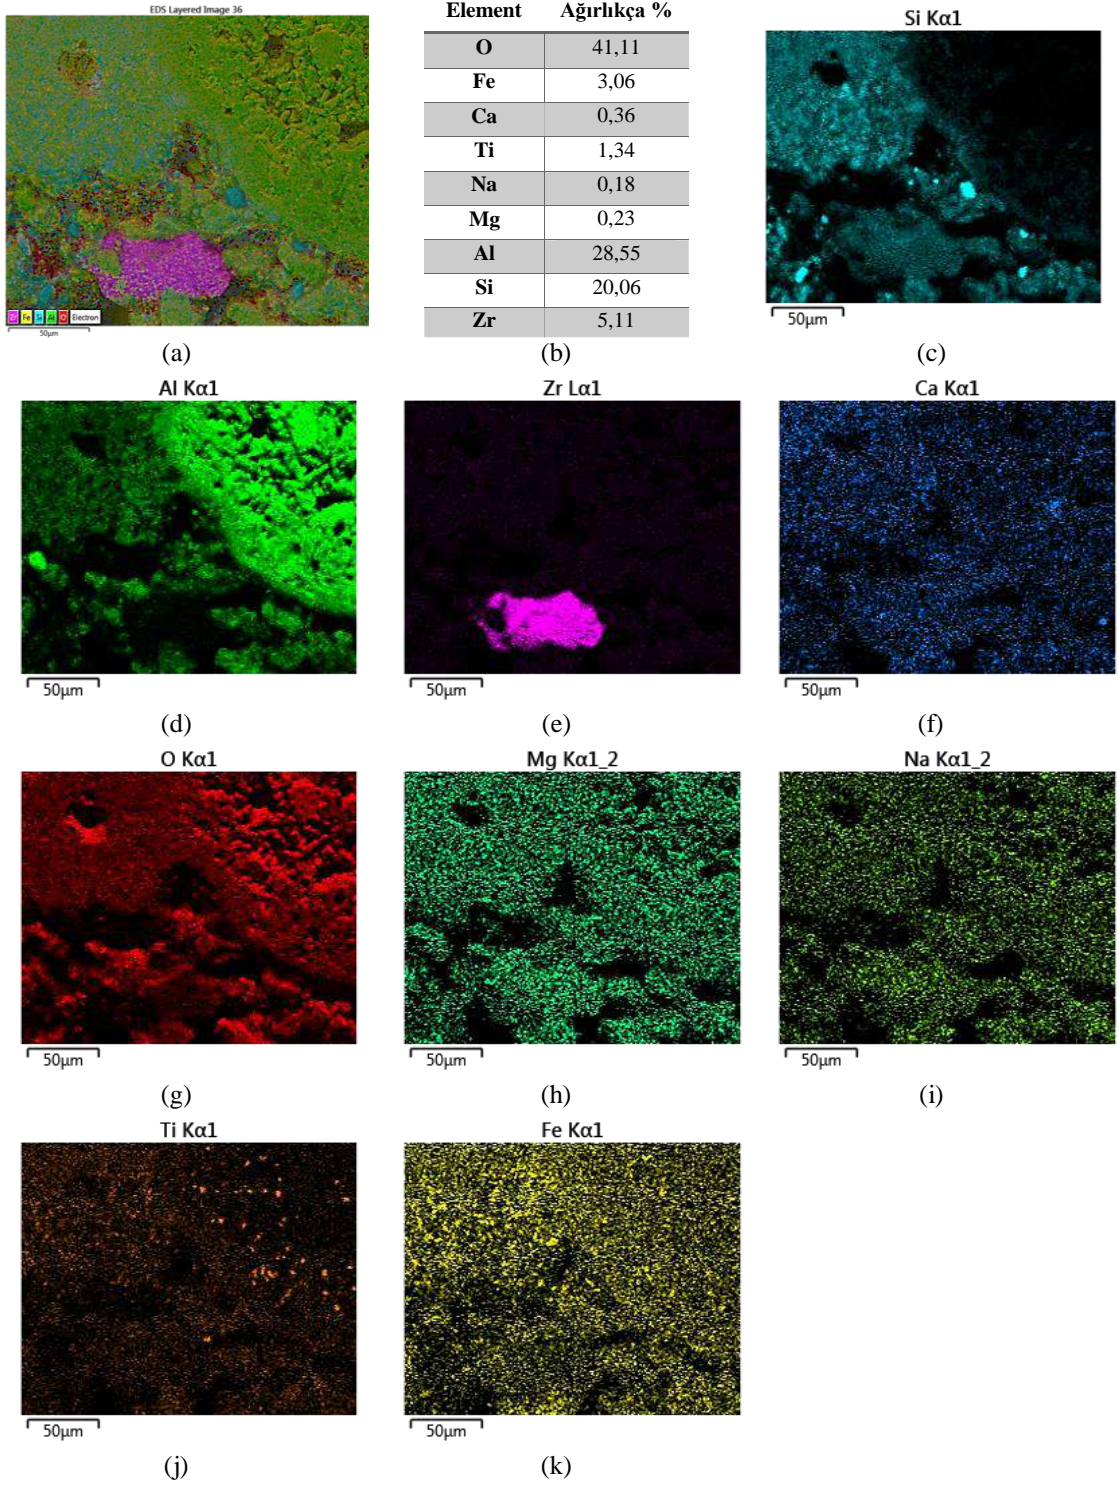 EDS Layered Image 36
Zr Fe Si Al O Electron
50µm
(a)
Element Ağırlıkça %
O 41,11
Fe 3,06
Ca 0,36
Ti 1,34
Na 0,18
Mg 0,23
Al 28,55
Si 20,06
Zr 5,11
(b)
Si Kα1
50µm
(c)
Al Kα1
50µm
(d)
Zr Lα1
50µm
(e)
Ca Kα1
50µm
(f)
O Kα1
50µm
(g)
Mg Kα1_2
50µm
(h)
Na Kα1_2
50µm
(i)
Ti Kα1
50µm
(j)
Fe Kα1
50µm
(k)